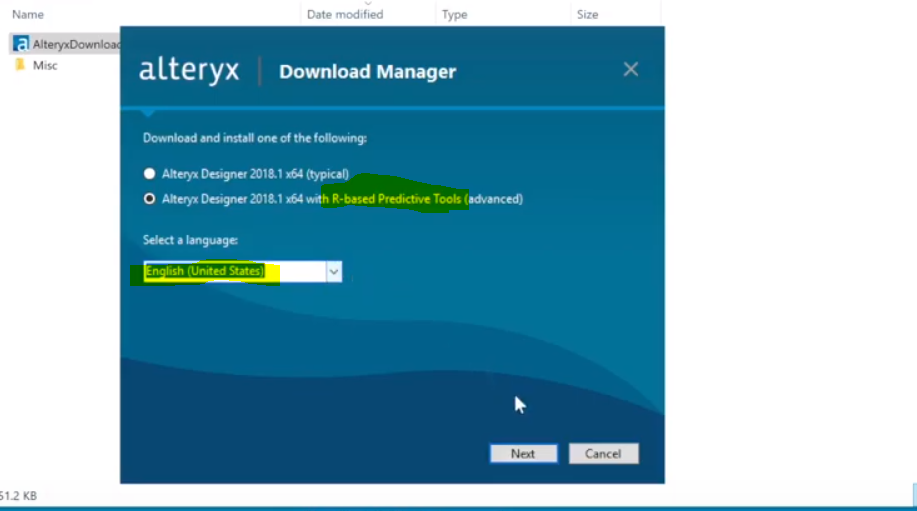 Name Date modified Type Size
AlteryxDownload
Misc
alteryx Download Manager
Download and install one of the following:
Alteryx Designer 2018.1 x64 (typical)
Alteryx Designer 2018.1 x64 with R-based Predictive Tools (advanced)
Select a language:
English (United States)
Next Cancel
51.2 KB